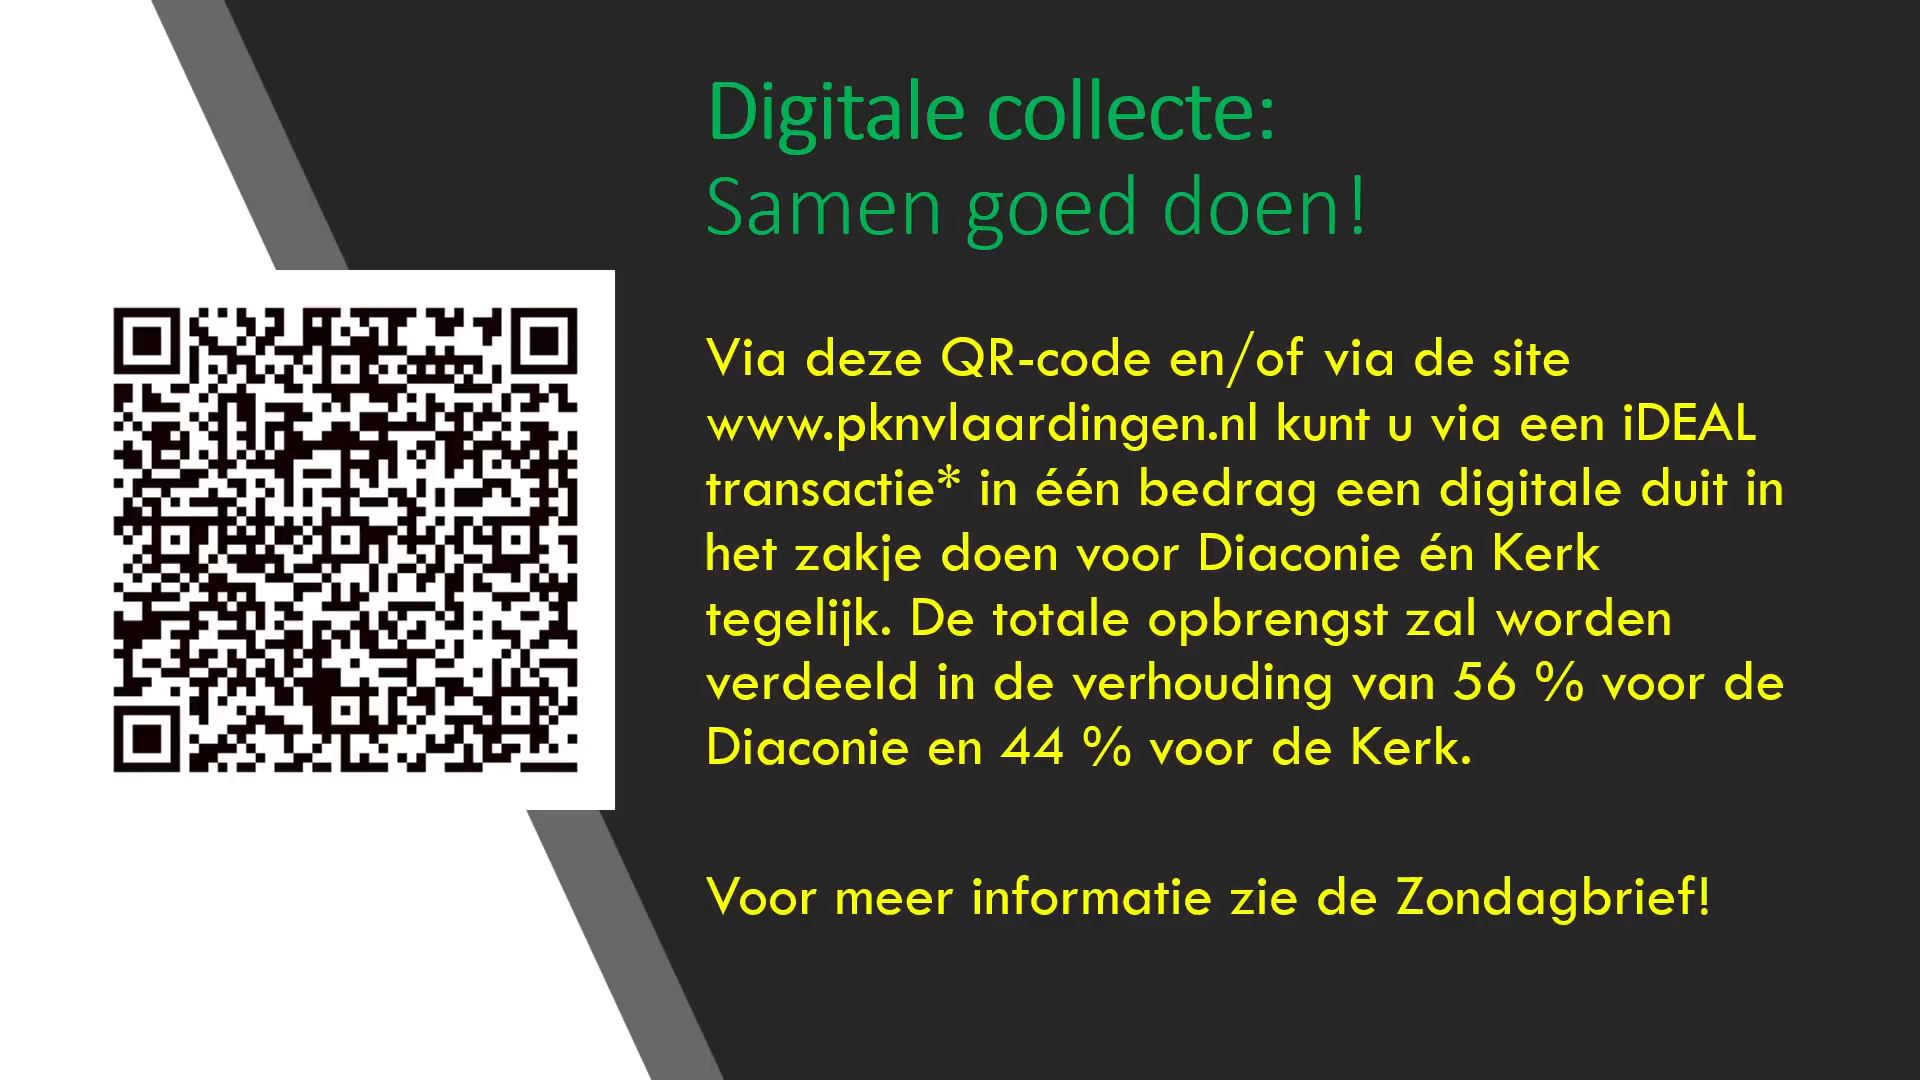 Digitale collecte:
Samen goed doen!
Via deze QR-code en/of via de site
www.pknvlaardingen.nl kunt u via een iDEAL
transactie* in één bedrag een digitale duit in
het zakje doen voor Diaconie én Kerk
tegelijk. De totale opbrengst zal worden
verdeeld in de verhouding van 56 % voor de
Diaconie en 44 % voor de Kerk.
Voor meer informatie zie de Zondagbrief!